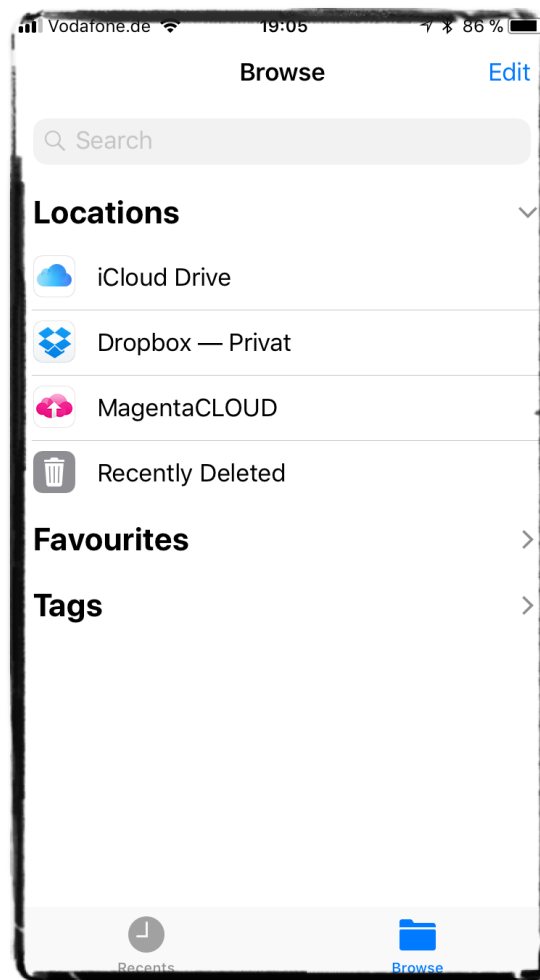 Vodafone.de 19:05 86 %
Browse Edit
Search
Locations
iCloud Drive
Dropbox — Privat
MagentaCLOUD
Recently Deleted
Favourites
Tags
Recents Browse